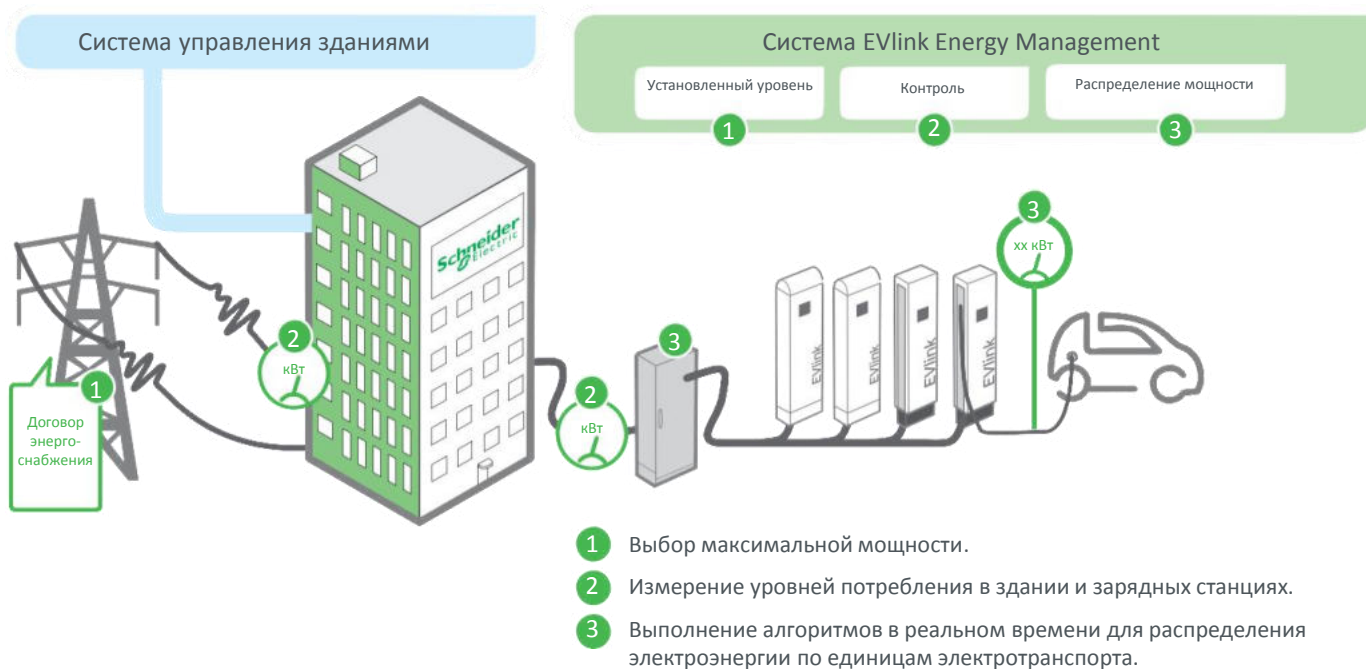 Система управления зданиями
Система EVlink Energy Management
Установленный уровень
Контроль
Распределение мощности
1
2
3
Schneider
Electric
3
xx кВт
2
кВт
1
Договор
энерго-
снабжения
3
2
кВт
EVlink
EVlink
EVlink
EVlink
1 Выбор максимальной мощности.
2 Измерение уровней потребления в здании и зарядных станциях.
3 Выполнение алгоритмов в реальном времени для распределения
электроэнергии по единицам электротранспорта.